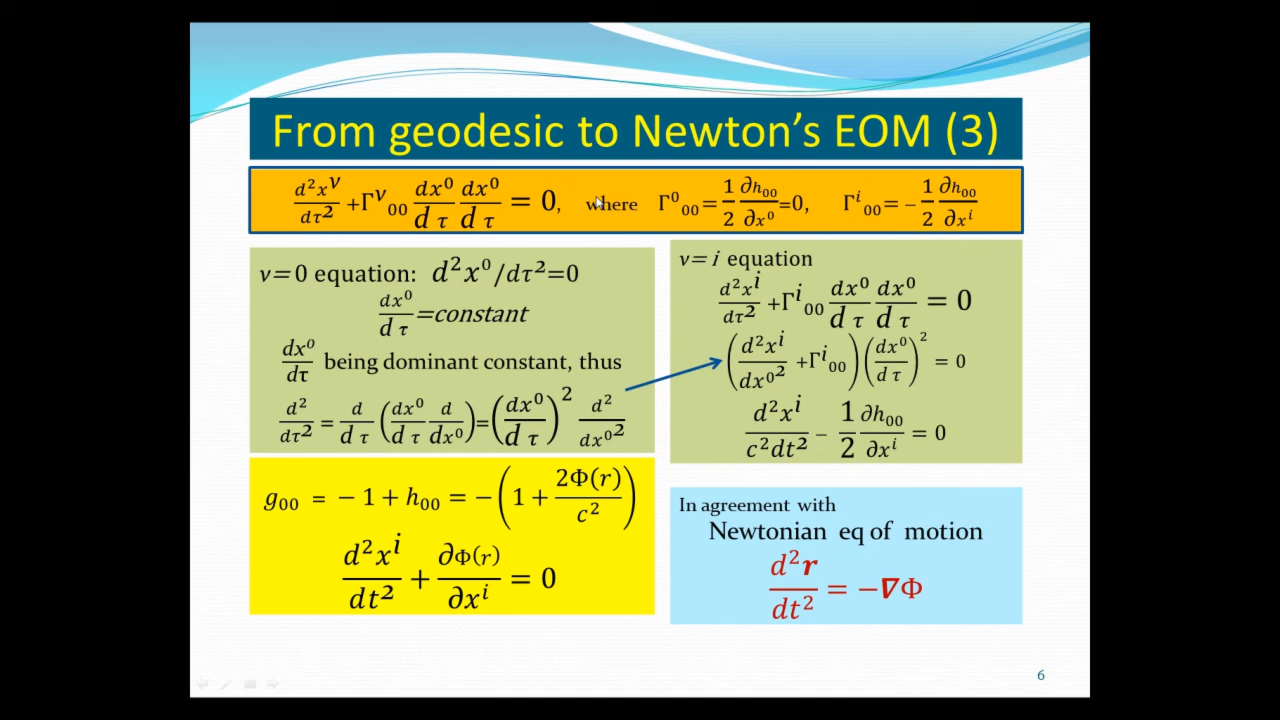 From geodesic to Newton's EOM (3)
d²x^ν/dτ² +Γ^ν₀₀ dx⁰/dτ dx⁰/dτ = 0, where Γ⁰₀₀= 1/2 ∂h₀₀/∂x⁰ =0, Γ^i₀₀= – 1/2 ∂h₀₀/∂x^i
ν=0 equation: d²x⁰/dτ²=0
dx⁰/dτ =constant
dx⁰/dτ being dominant constant, thus
d²/dτ² = d/dτ (dx⁰/dτ d/dx⁰)=(dx⁰/dτ)² d²/dx⁰²
ν=i equation
d²x^i/dτ² +Γ^i₀₀ dx⁰/dτ dx⁰/dτ = 0
(d²x^i/dx⁰² +Γ^i₀₀)(dx⁰/dτ)² = 0
d²x^i/c²dt² – 1/2 ∂h₀₀/∂x^i = 0
g₀₀ = − 1 + h₀₀ = −(1 + 2Φ(r)/c²)
d²x^i/dt² + ∂Φ(r)/∂x^i = 0
In agreement with
Newtonian eq of motion
d²r/dt² = −∇Φ
6